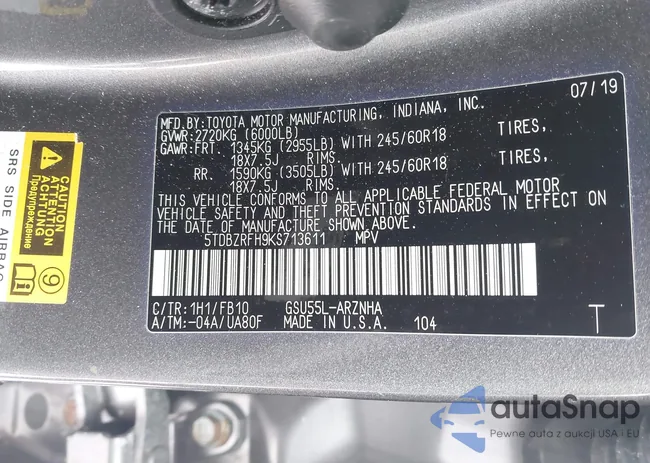 MFD.BY:TOYOTA MOTOR MANUFACTURING, INDIANA, INC. 07/19
GVWR:2720KG (6000LB)
GAWR:FRT. 1345KG (2955LB) WITH 245/60R18 TIRES,
18X7.5J RIMS.
RR. 1590KG (3505LB) WITH 245/60R18 TIRES,
18X7.5J RIMS.
THIS VEHICLE CONFORMS TO ALL APPLICABLE FEDERAL MOTOR
VEHICLE SAFETY AND THEFT PREVENTION STANDARDS IN EFFECT ON
THE DATE OF MANUFACTURE SHOWN ABOVE.
5TDBZRFH9KS713611 MPV
C/TR:1H1/FB10 GSU55L-ARZNHA
A/TM:-04A/UA80F MADE IN U.S.A. 104 T
SRS SIDE AIRBAG
CAUTION
ATTENTION
ACHTUNG
Предупреждение
9
autoSnap
Pewne auta z aukcji USA - EU